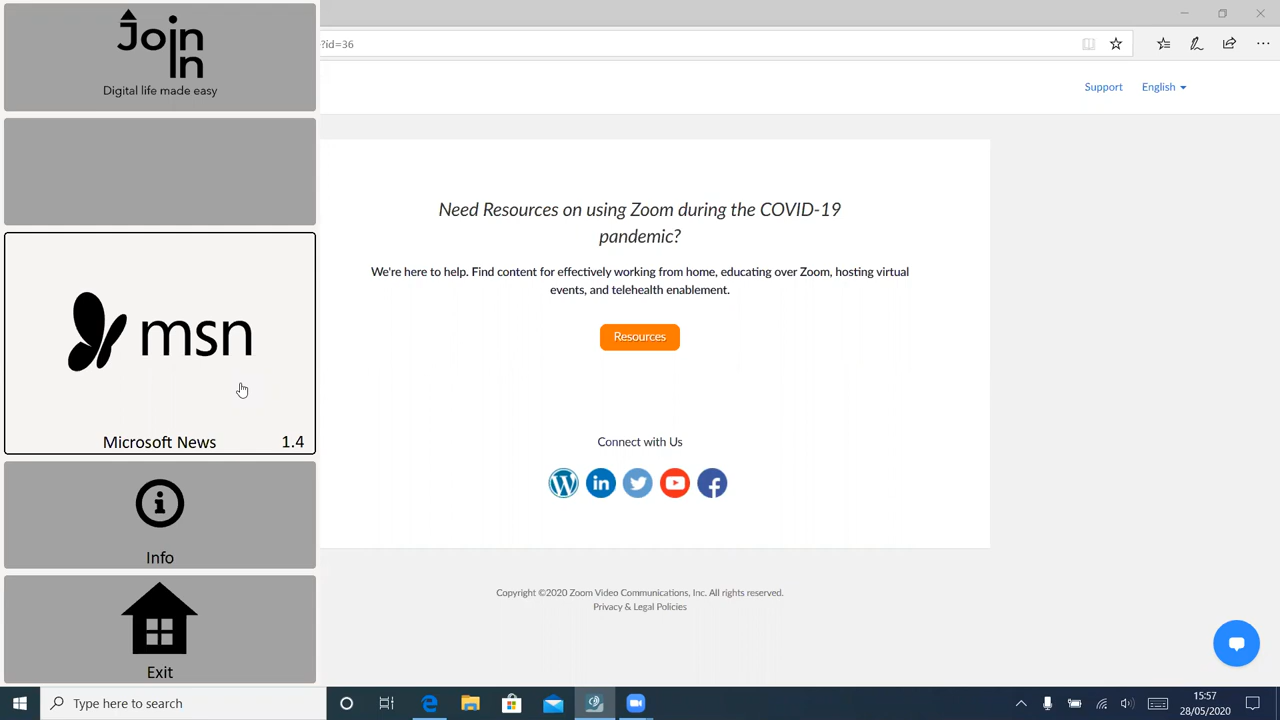 Join
In
Digital life made easy
msn
Microsoft News
1.4
Info
Exit
?id=36
Support
English
Need Resources on using Zoom during the COVID-19
pandemic?
We're here to help. Find content for effectively working from home, educating over Zoom, hosting virtual
events, and telehealth enablement.
Resources
Connect with Us
Copyright ©2020 Zoom Video Communications, Inc. All rights reserved.
Privacy & Legal Policies
Type here to search
15:57
28/05/2020